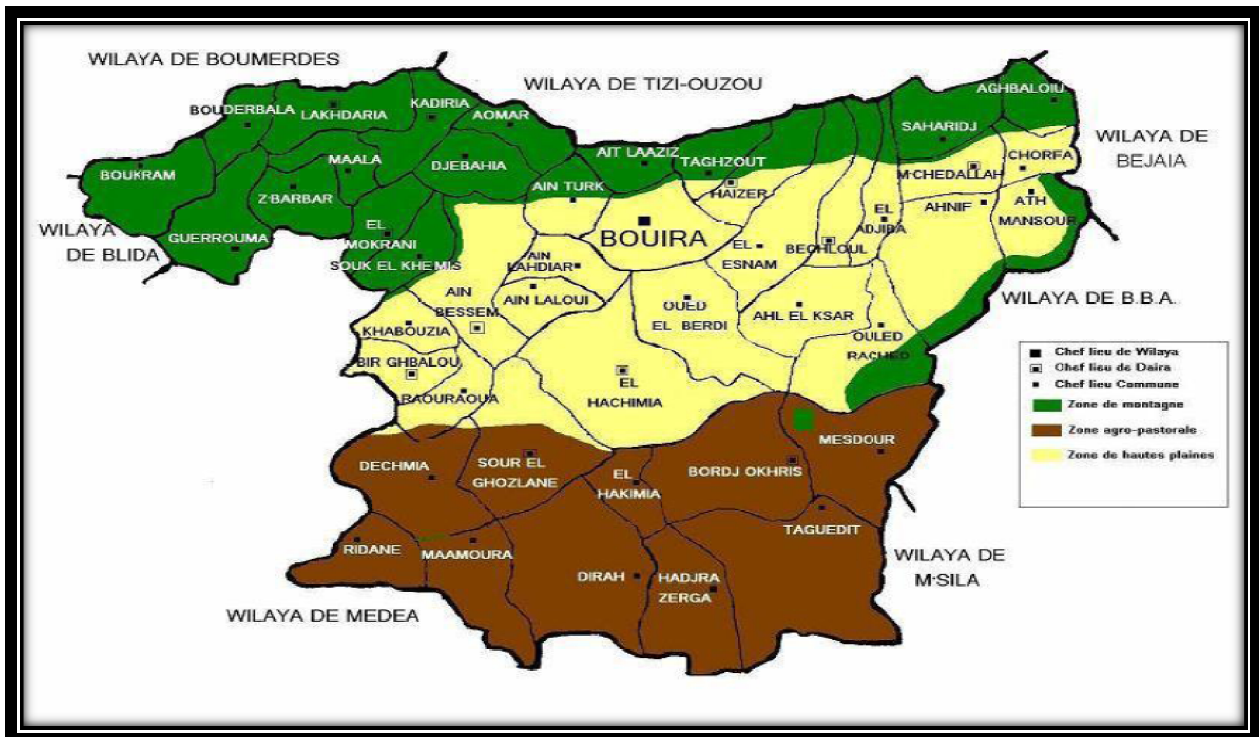 WILAYA DE BOUMERDES
WILAYA DE TIZI-OUZOU
AGHBALOIU
BOUDERBALA
LAKHDARIA
KADIRIA
AOMAR
SAHARIDJ
WILAYA DE
BEJAIA
BOUKRAM
MAALA
DJEBAHIA
AIT LAAZIZ
TAGHZOUT
CHORFA
M'CHEDALLAH
Z'BARBAR
AIN TURK
HAIZER
AHNIF
ATH
MANSOUR
WILAYA
DE BLIDA
GUERROUMA
EL
MOKRANI
SOUK EL KHEMIS
BOUIRA
EL
ESNAM
BECHLOUL
EL
ADJIBA
AIN
LAHDIAR
AIN
BESSEM
AIN LALOUI
OUED
EL BERDI
AHL EL KSAR
WILAYA DE B.B.A.
KHABOUZIA
OULED
RACHED
BIR GHBALOU
RAOURAOUA
EL
HACHIMIA
Chef lieu de Wilaya
Chef lieu de Daira
Chef lieu Commune
Zone de montagne
Zone agro-pastorale
Zone de hautes plaines
DECHMIA
SOUR EL
GHOZLANE
EL
HAKIMIA
BORDJ OKHRIS
MESDOUR
TAGUEDIT
RIDANE
MAAMOURA
DIRAH
HADJRA
ZERGA
WILAYA DE
M'SILA
WILAYA DE MEDEA